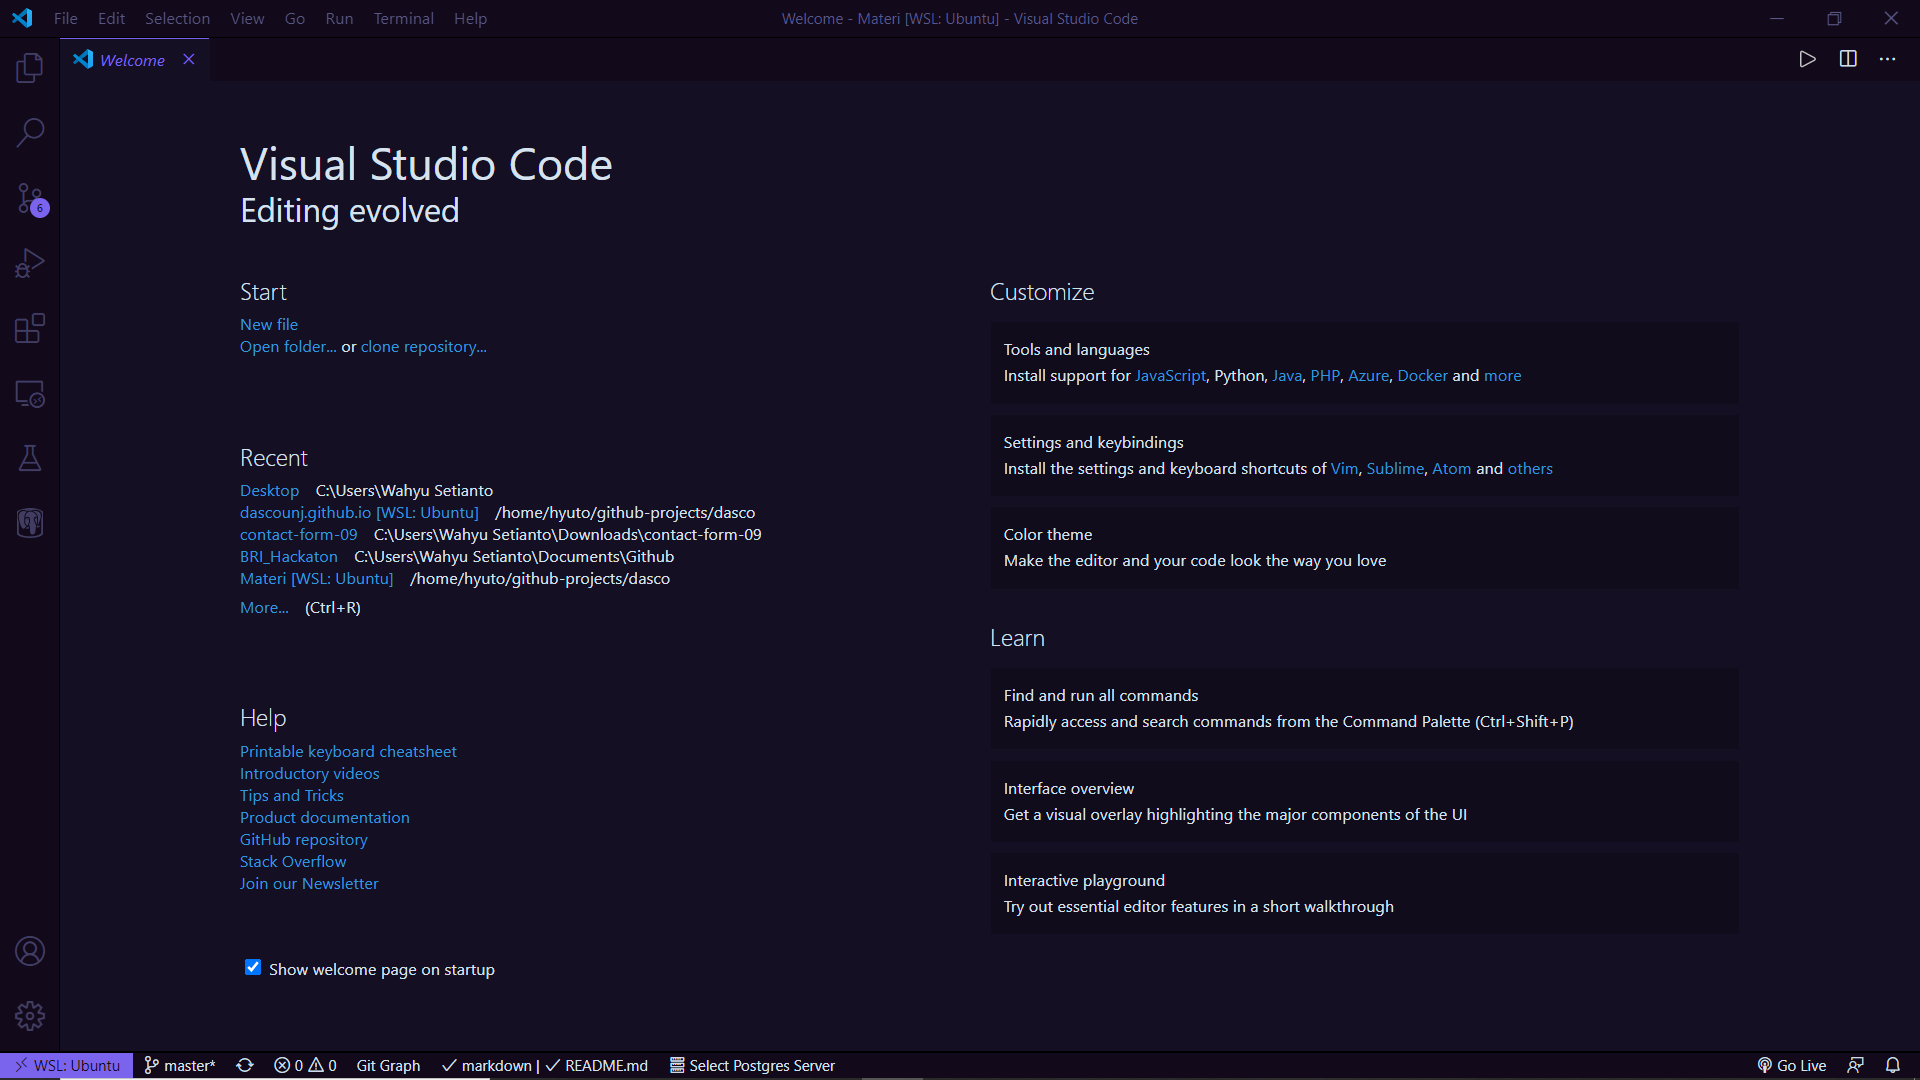 File Edit Selection View Go Run Terminal Help
Welcome - Materi [WSL: Ubuntu] - Visual Studio Code
Welcome
Visual Studio Code
Editing evolved
Start
New file
Open folder... or clone repository...
Recent
Desktop C:\Users\Wahyu Setianto
dascounj.github.io [WSL: Ubuntu] /home/hyuto/github-projects/dasco
contact-form-09 C:\Users\Wahyu Setianto\Downloads\contact-form-09
BRI_Hackaton C:\Users\Wahyu Setianto\Documents\Github
Materi [WSL: Ubuntu] /home/hyuto/github-projects/dasco
More... (Ctrl+R)
Help
Printable keyboard cheatsheet
Introductory videos
Tips and Tricks
Product documentation
GitHub repository
Stack Overflow
Join our Newsletter
Show welcome page on startup
Customize
Tools and languages
Install support for JavaScript, Python, Java, PHP, Azure, Docker and more
Settings and keybindings
Install the settings and keyboard shortcuts of Vim, Sublime, Atom and others
Color theme
Make the editor and your code look the way you love
Learn
Find and run all commands
Rapidly access and search commands from the Command Palette (Ctrl+Shift+P)
Interface overview
Get a visual overlay highlighting the major components of the UI
Interactive playground
Try out essential editor features in a short walkthrough
6
WSL: Ubuntu master* 0 0 Git Graph markdown | README.md Select Postgres Server Go Live